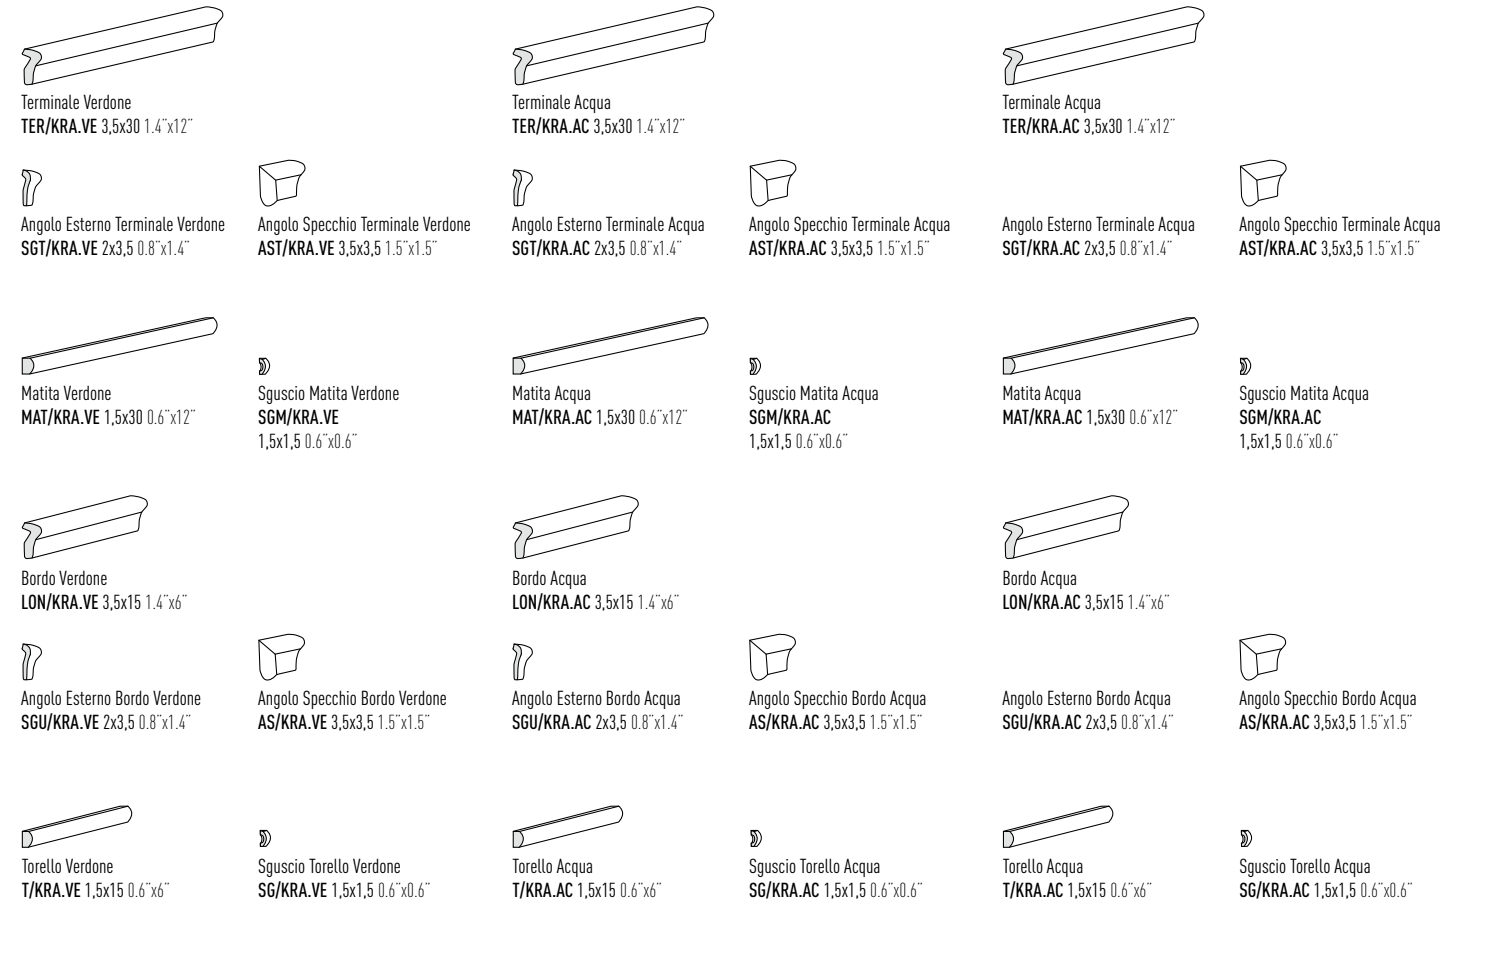 Terminale Verdone
TER/KRA.VE 3,5x30 1.4¨x12¨
Terminale Acqua
TER/KRA.AC 3,5x30 1.4¨x12¨
Terminale Acqua
TER/KRA.AC 3,5x30 1.4¨x12¨
Angolo Esterno Terminale Verdone
SGT/KRA.VE 2x3,5 0.8¨x1.4¨
Angolo Specchio Terminale Verdone
AST/KRA.VE 3,5x3,5 1.5¨x1.5¨
Angolo Esterno Terminale Acqua
SGT/KRA.AC 2x3,5 0.8¨x1.4¨
Angolo Specchio Terminale Acqua
AST/KRA.AC 3,5x3,5 1.5¨x1.5¨
Angolo Esterno Terminale Acqua
SGT/KRA.AC 2x3,5 0.8¨x1.4¨
Angolo Specchio Terminale Acqua
AST/KRA.AC 3,5x3,5 1.5¨x1.5¨
Matita Verdone
MAT/KRA.VE 1,5x30 0.6¨x12¨
Sguscio Matita Verdone
SGM/KRA.VE
1,5x1,5 0.6¨x0.6¨
Matita Acqua
MAT/KRA.AC 1,5x30 0.6¨x12¨
Sguscio Matita Acqua
SGM/KRA.AC
1,5x1,5 0.6¨x0.6¨
Matita Acqua
MAT/KRA.AC 1,5x30 0.6¨x12¨
Sguscio Matita Acqua
SGM/KRA.AC
1,5x1,5 0.6¨x0.6¨
Bordo Verdone
LON/KRA.VE 3,5x15 1.4¨x6¨
Bordo Acqua
LON/KRA.AC 3,5x15 1.4¨x6¨
Bordo Acqua
LON/KRA.AC 3,5x15 1.4¨x6¨
Angolo Esterno Bordo Verdone
SGU/KRA.VE 2x3,5 0.8¨x1.4¨
Angolo Specchio Bordo Verdone
AS/KRA.VE 3,5x3,5 1.5¨x1.5¨
Angolo Esterno Bordo Acqua
SGU/KRA.AC 2x3,5 0.8¨x1.4¨
Angolo Specchio Bordo Acqua
AS/KRA.AC 3,5x3,5 1.5¨x1.5¨
Angolo Esterno Bordo Acqua
SGU/KRA.AC 2x3,5 0.8¨x1.4¨
Angolo Specchio Bordo Acqua
AS/KRA.AC 3,5x3,5 1.5¨x1.5¨
Torello Verdone
T/KRA.VE 1,5x15 0.6¨x6¨
Sguscio Torello Verdone
SG/KRA.VE 1,5x1,5 0.6¨x0.6¨
Torello Acqua
T/KRA.AC 1,5x15 0.6¨x6¨
Sguscio Torello Acqua
SG/KRA.AC 1,5x1,5 0.6¨x0.6¨
Torello Acqua
T/KRA.AC 1,5x15 0.6¨x6¨
Sguscio Torello Acqua
SG/KRA.AC 1,5x1,5 0.6¨x0.6¨